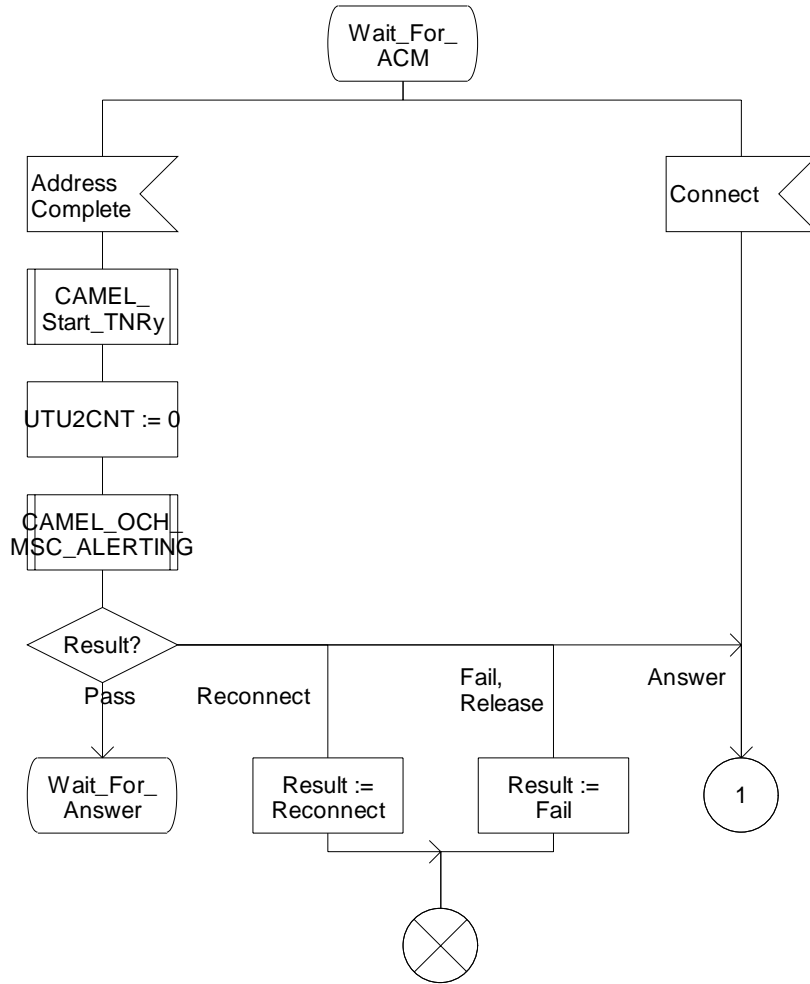 Wait_For_
ACM
Address
Complete
Connect
CAMEL_
Start_TNRy
UTU2CNT := 0
CAMEL_OCH_
MSC_ALERTING
Result?
Pass
Reconnect
Fail,
Release
Answer
Wait_For_
Answer
Result :=
Reconnect
Result :=
Fail
1